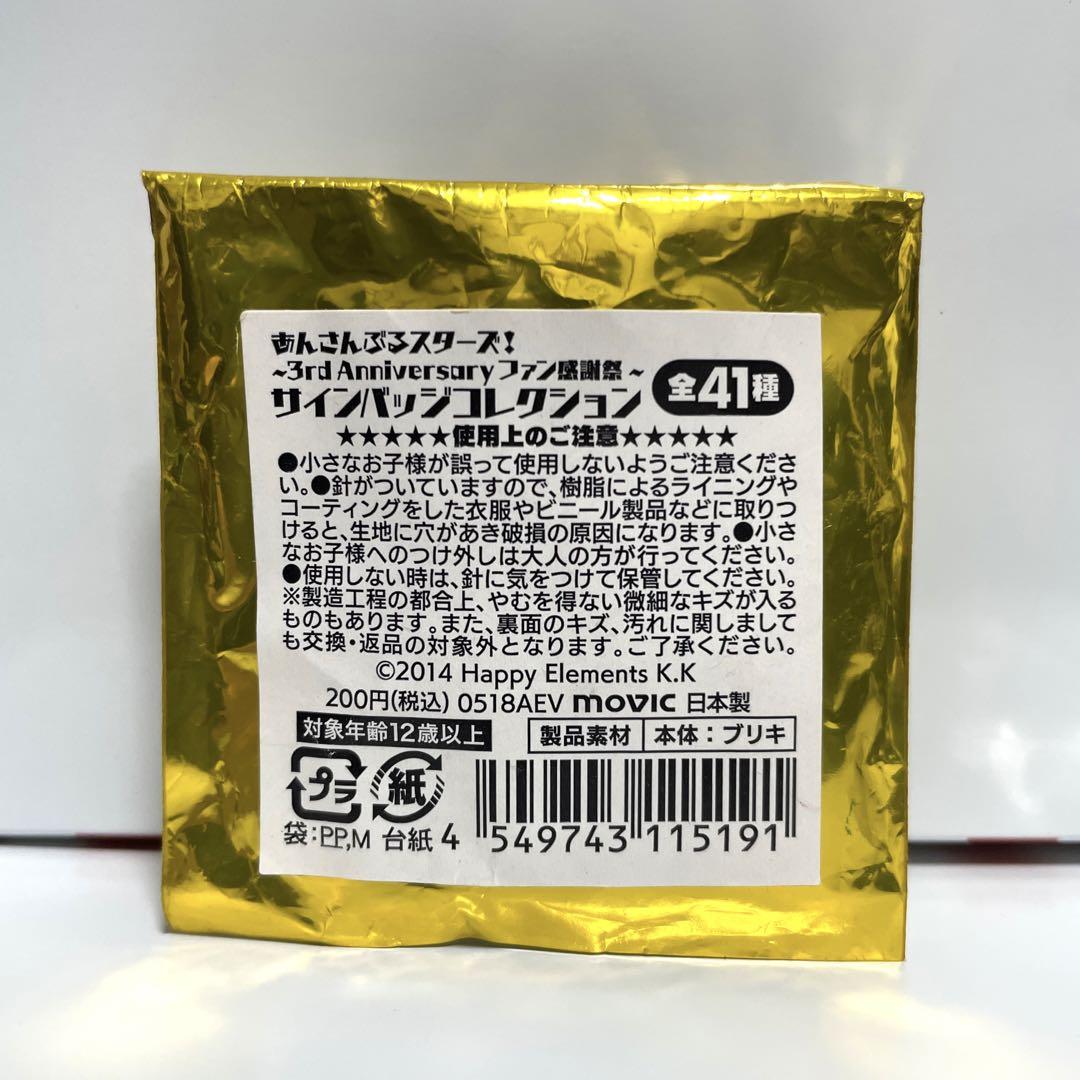 あんさんぶるスターズ!
~3rd Anniversary ファン感謝祭~
サインバッジコレクション 全41種
★★★★★使用上のご注意★★★★★
●小さなお子様が誤って使用しないようご注意くださ
い。●針がついていますので、樹脂によるライニングや
コーティングをした衣服やビニール製品などに取りつ
けると、生地に穴があき破損の原因になります。●小さ
なお子様へのつけ外しは大人の方が行ってください。
●使用しない時は、針に気をつけて保管してください。
※製造工程の都合上、やむを得ない微細なキズが入る
ものもあります。また、裏面のキズ、汚れに関しまして
も交換・返品の対象外となります。ご了承ください。
©2014 Happy Elements K.K
200円(税込) 0518AEV movic 日本製
対象年齢12歳以上 製品素材 本体:ブリキ
プラ 紙
袋:PP,M 台紙 4 549743 115191